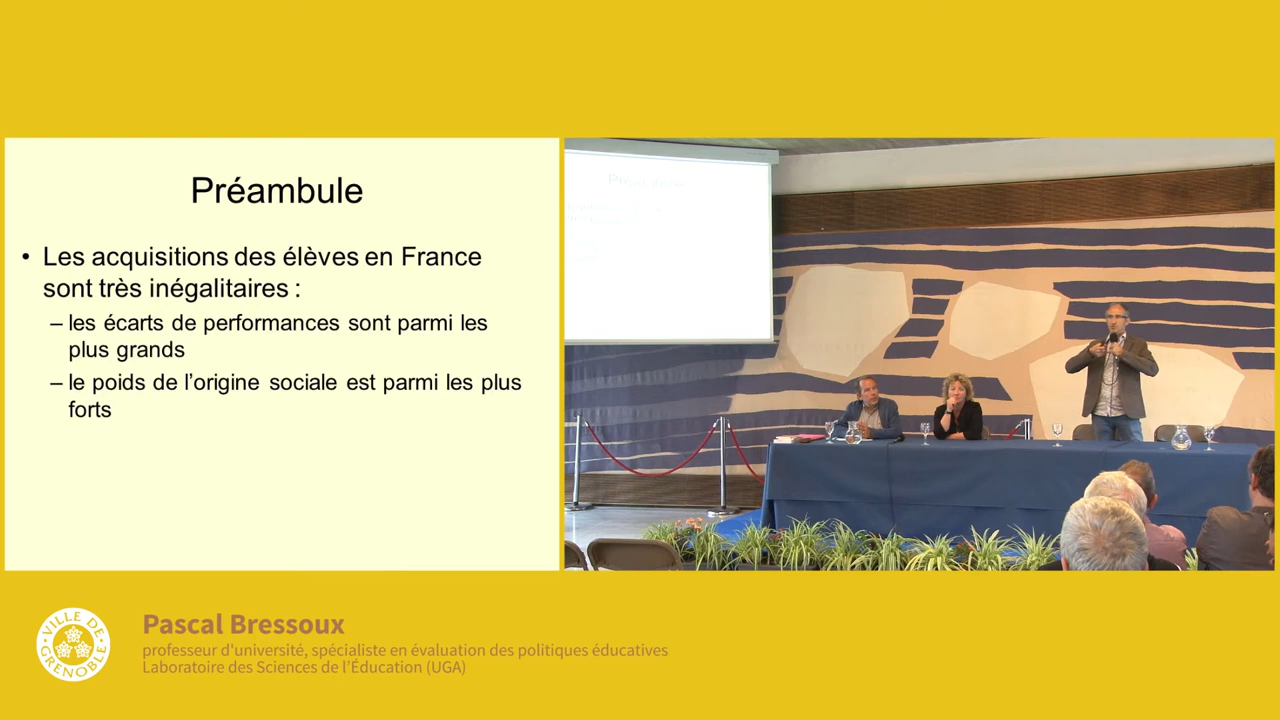 Préambule
• Les acquisitions des élèves en France
sont très inégalitaires :
– les écarts de performances sont parmi les
plus grands
– le poids de l'origine sociale est parmi les plus
forts
VILLE DE
GRENOBLE
Pascal Bressoux
professeur d'université, spécialiste en évaluation des politiques éducatives
Laboratoire des Sciences de l'Éducation (UGA)